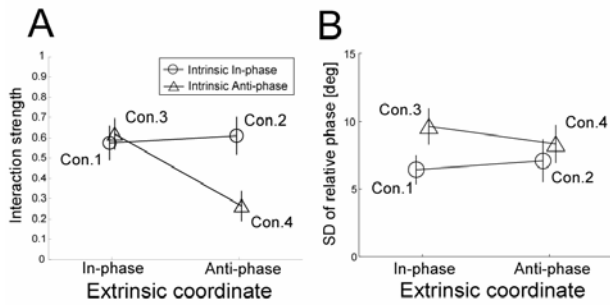 A
Interaction strength
1
0.9
0.8
0.7
0.6
0.5
0.4
0.3
0.2
0.1
0
Intrinsic In-phase
Intrinsic Anti-phase
Con.3
Con.2
Con.1
Con.4
In-phase
Anti-phase
Extrinsic coordinate
B
SD of relative phase [deg]
15
10
5
0
Con.3
Con.4
Con.1
Con.2
In-phase
Anti-phase
Extrinsic coordinate